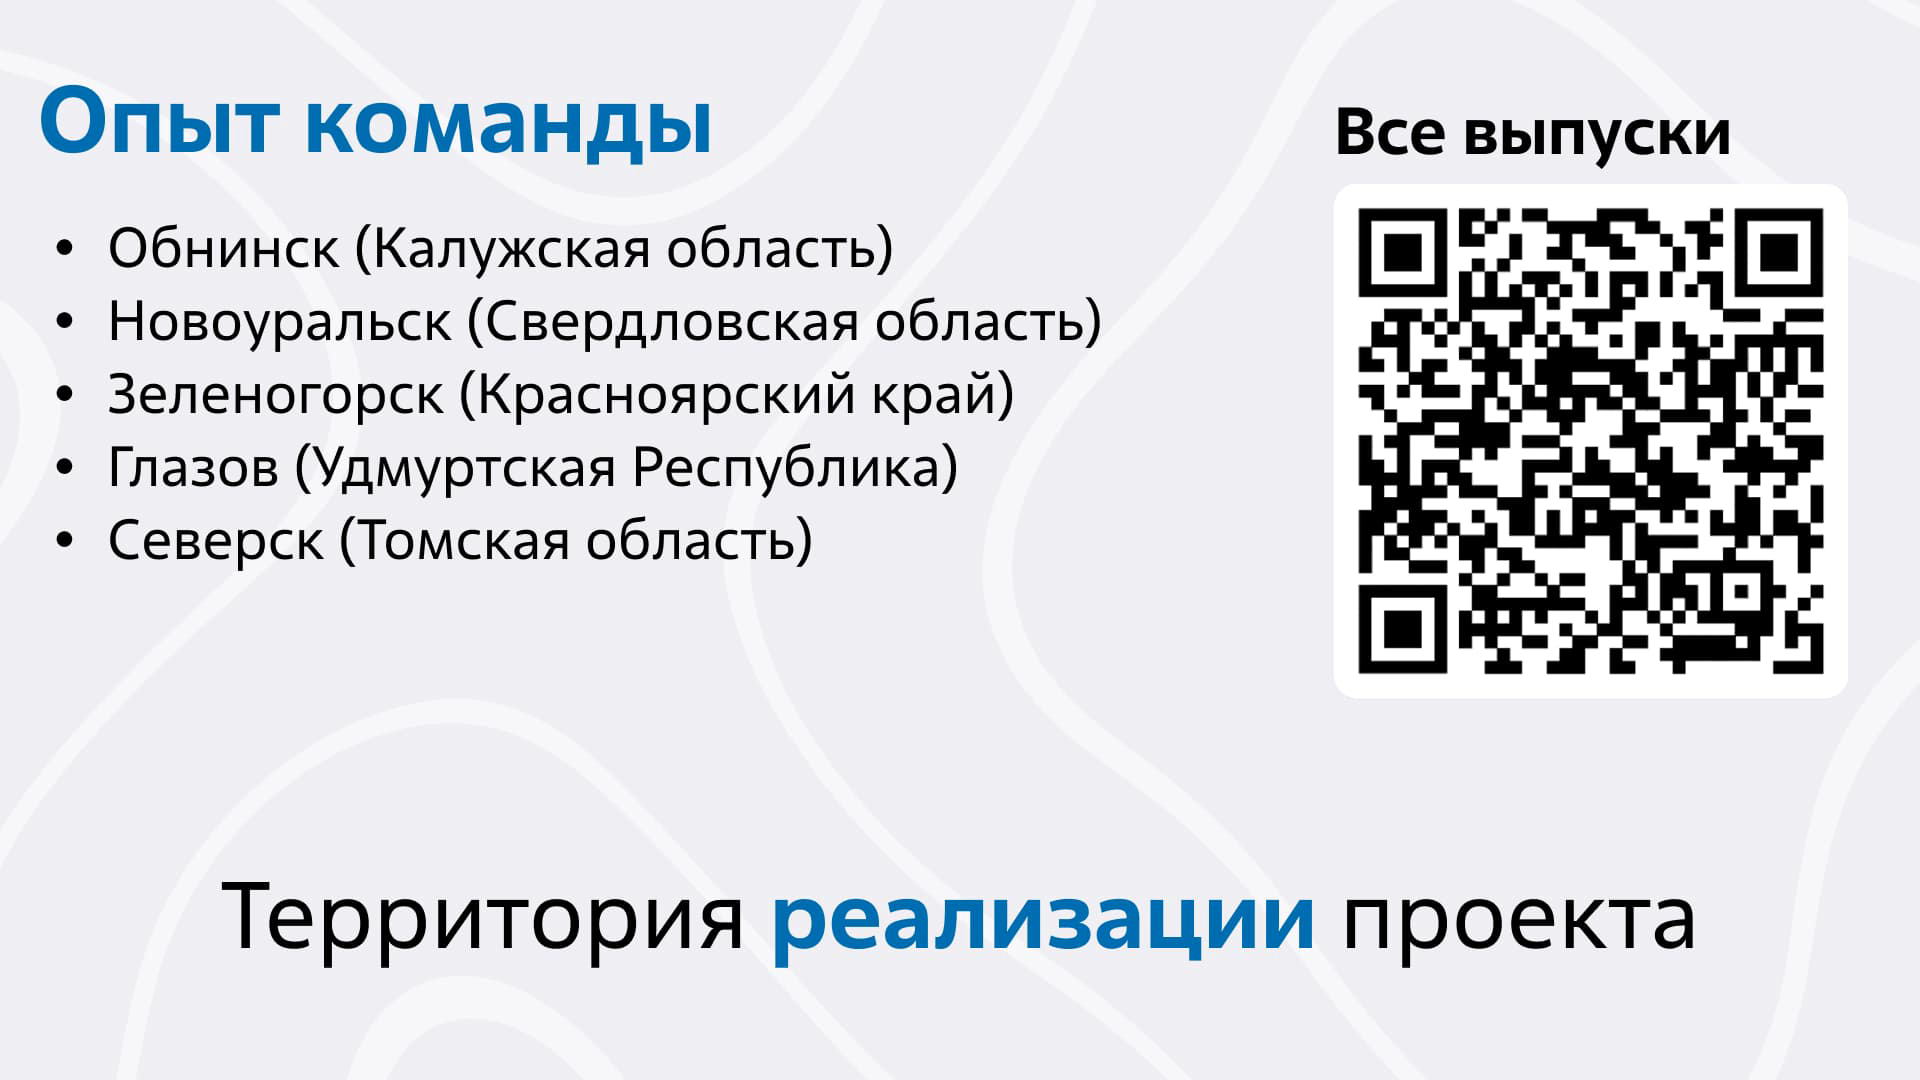 Опыт команды
• Обнинск (Калужская область)
• Новоуральск (Свердловская область)
• Зеленогорск (Красноярский край)
• Глазов (Удмуртская Республика)
• Северск (Томская область)
Все выпуски
Территория реализации проекта